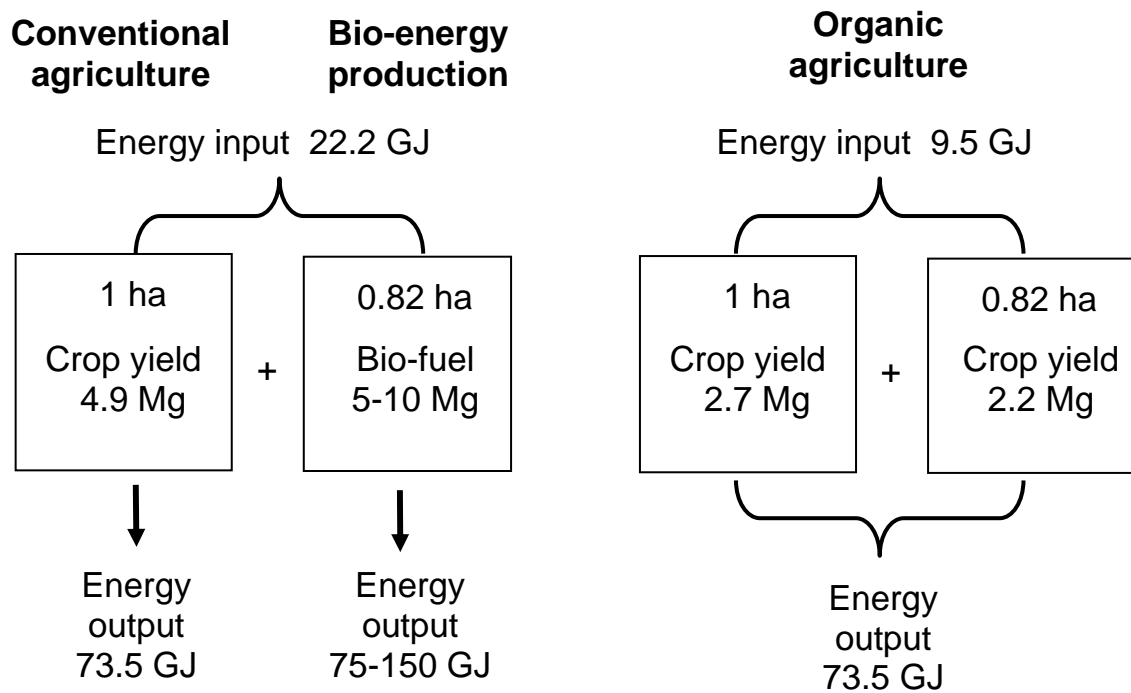 Conventional
agriculture
Bio-energy
production
Energy input 22.2 GJ
1 ha
Crop yield
4.9 Mg
+
0.82 ha
Bio-fuel
5-10 Mg
Energy
output
73.5 GJ
Energy
output
75-150 GJ
Organic
agriculture
Energy input 9.5 GJ
1 ha
Crop yield
2.7 Mg
+
0.82 ha
Crop yield
2.2 Mg
Energy
output
73.5 GJ